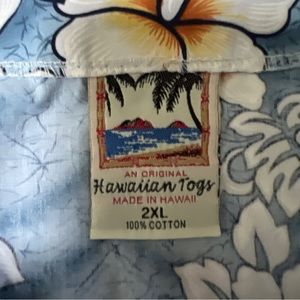 AN ORIGINAL
Hawaiian Togs
MADE IN HAWAII
2XL
100% COTTON